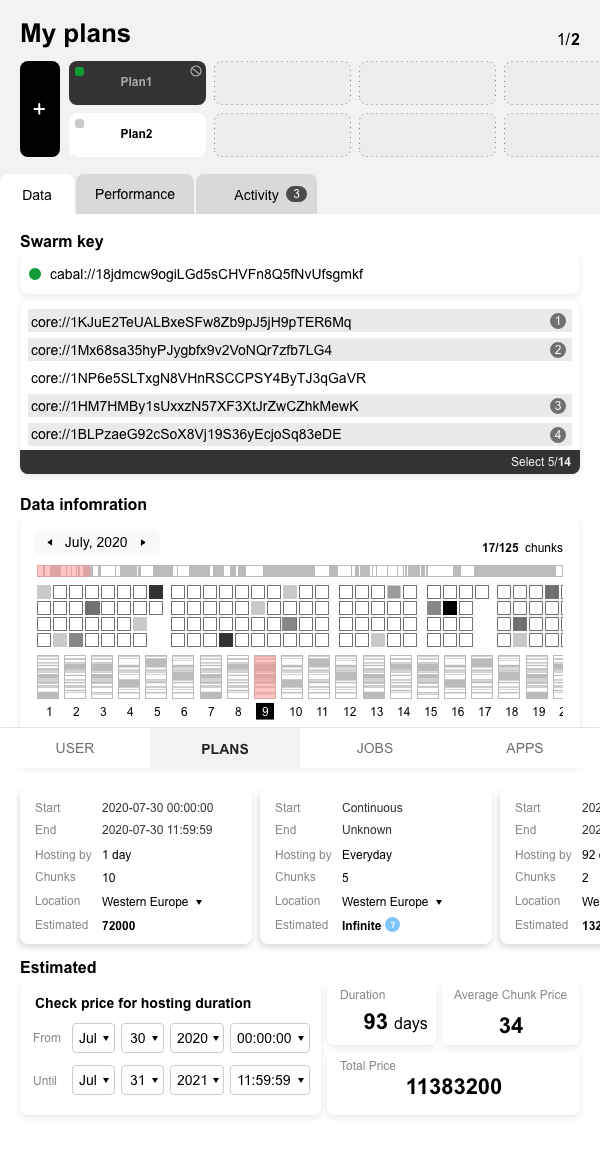 My plans
1/2
+
Plan1
Plan2
Data Performance Activity 3
Swarm key
cabal://18jdmcw9ogiLGd5sCHVFn8Q5fNvUfsgmkf
core://1KJuE2TeUALBxeSFw8Zb9pJ5jH9pTER6Mq 1
core://1Mx68sa35hyPJygbfx9v2VoNQr7zfb7LG4 2
core://1NP6e5SLTxgN8VHnRSCCPSY4ByTJ3qGaVR
core://1HM7HMBy1sUxxzN57XF3XtJrZwCZhkMewK 3
core://1BLPzaeG92cSoX8Vj19S36yEcjoSq83eDE 4
Select 5/14
Data infomration
July, 2020
17/125 chunks
1 2 3 4 5 6 7 8 9 10 11 12 13 14 15 16 17 18 19 2
USER PLANS JOBS APPS
Start 2020-07-30 00:00:00
End 2020-07-30 11:59:59
Hosting by 1 day
Chunks 10
Location Western Europe
Estimated 72000
Start Continuous
End Unknown
Hosting by Everyday
Chunks 5
Location Western Europe
Estimated Infinite ?
Start 202
End 202
Hosting by 92
Chunks 2
Location We
Estimated 132
Estimated
Check price for hosting duration
From Jul 30 2020 00:00:00
Until Jul 31 2021 11:59:59
Duration
93 days
Average Chunk Price
34
Total Price
11383200